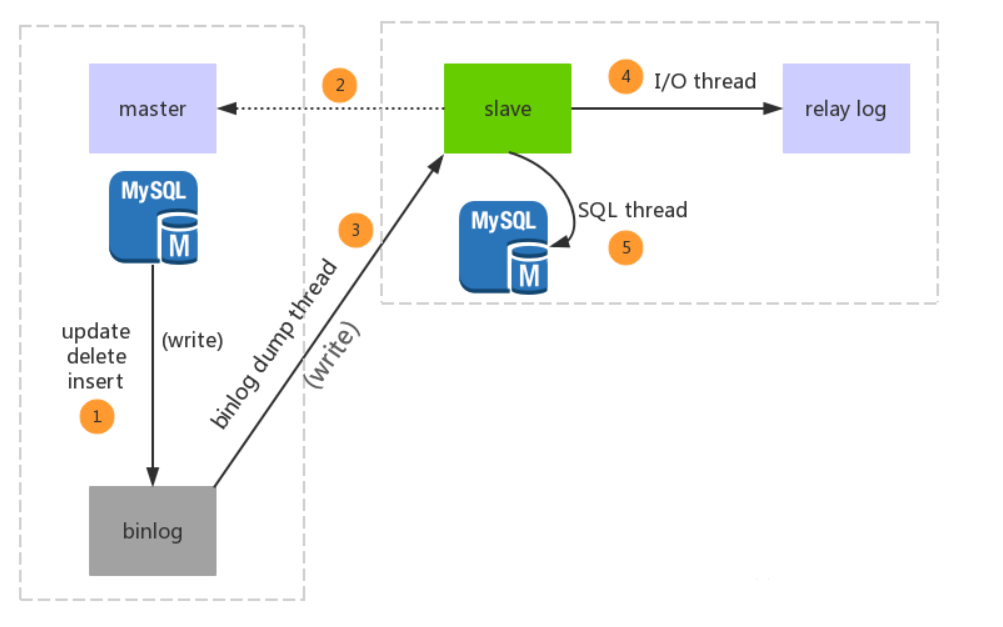 master
2
slave
4
I/O thread
relay log
MySQL
M
3
MySQL
M
SQL thread
5
binlog dump thread
(write)
update
delete
insert
(write)
1
binlog